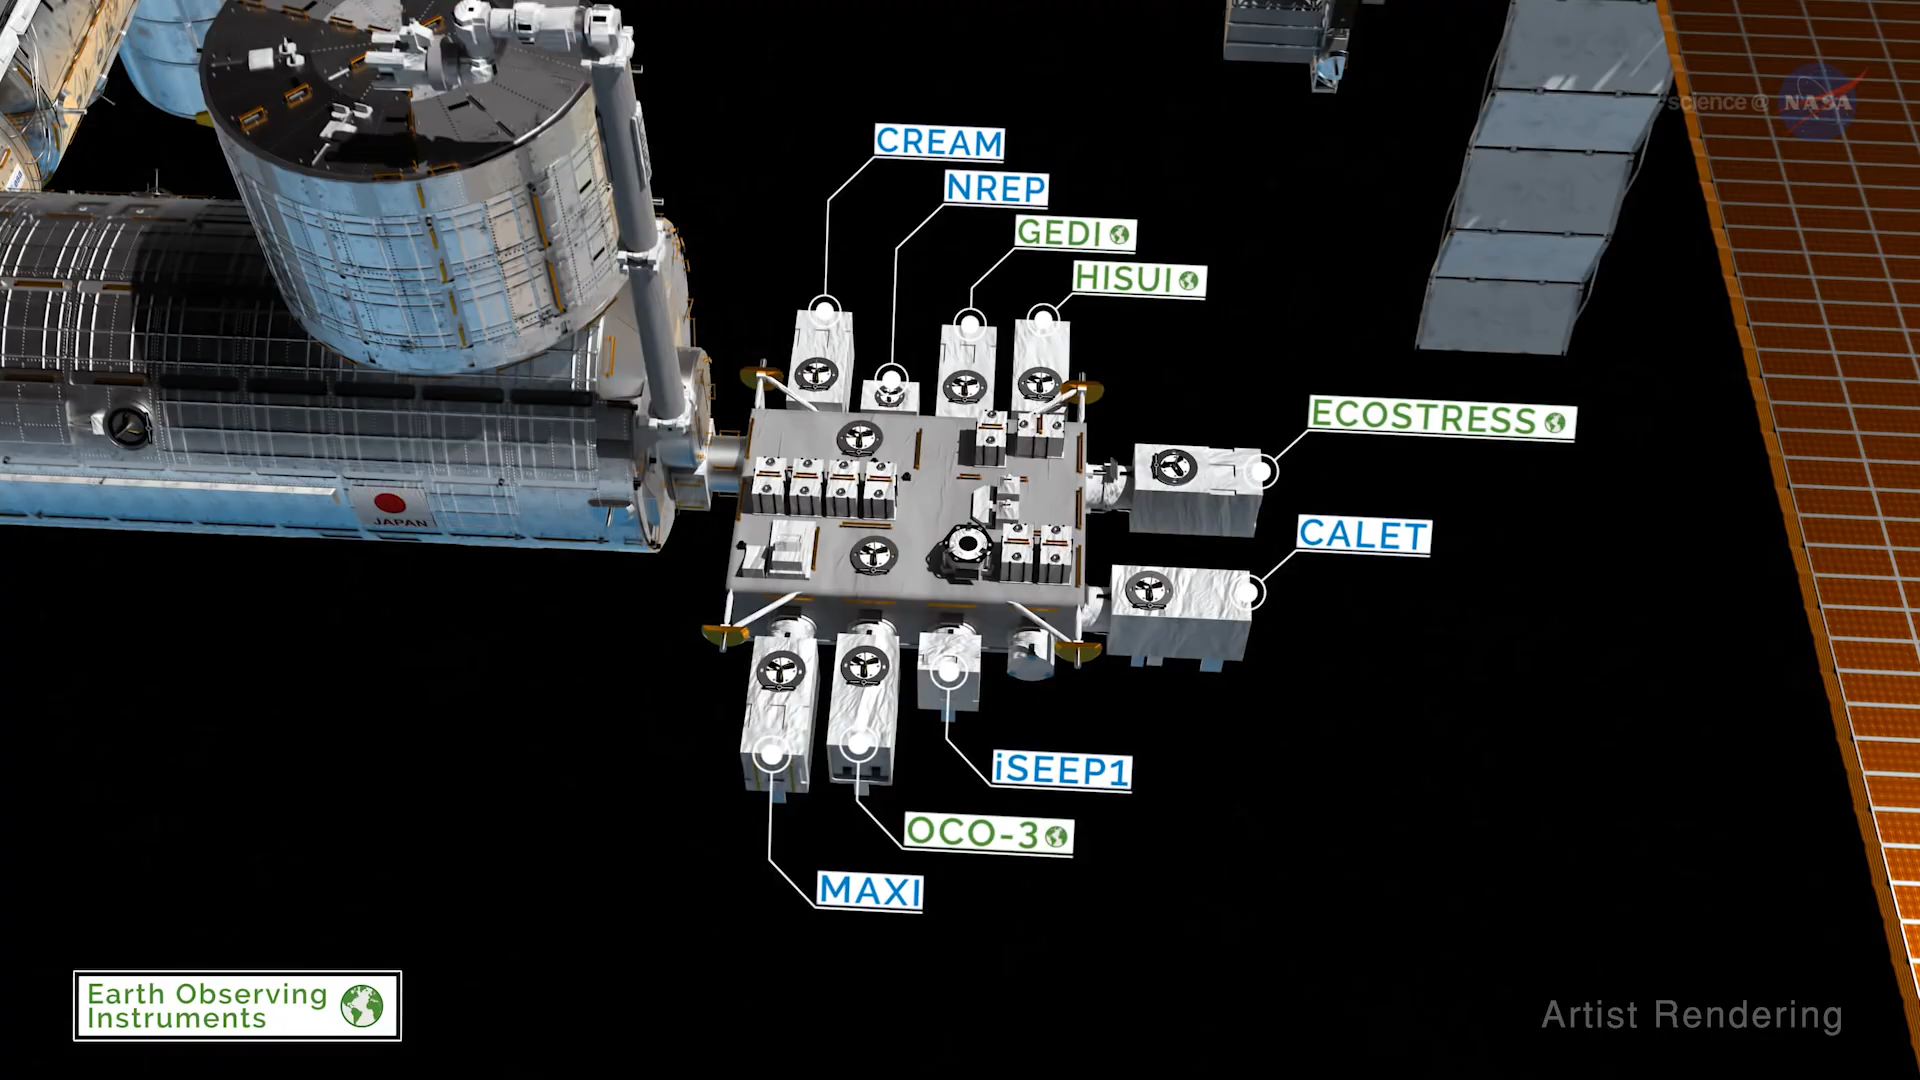 science @ NASA
CREAM
NREP
GEDI
HISUI
ECOSTRESS
CALET
JAPAN
iSEEP1
OCO-3
MAXI
Earth Observing
Instruments
Artist Rendering